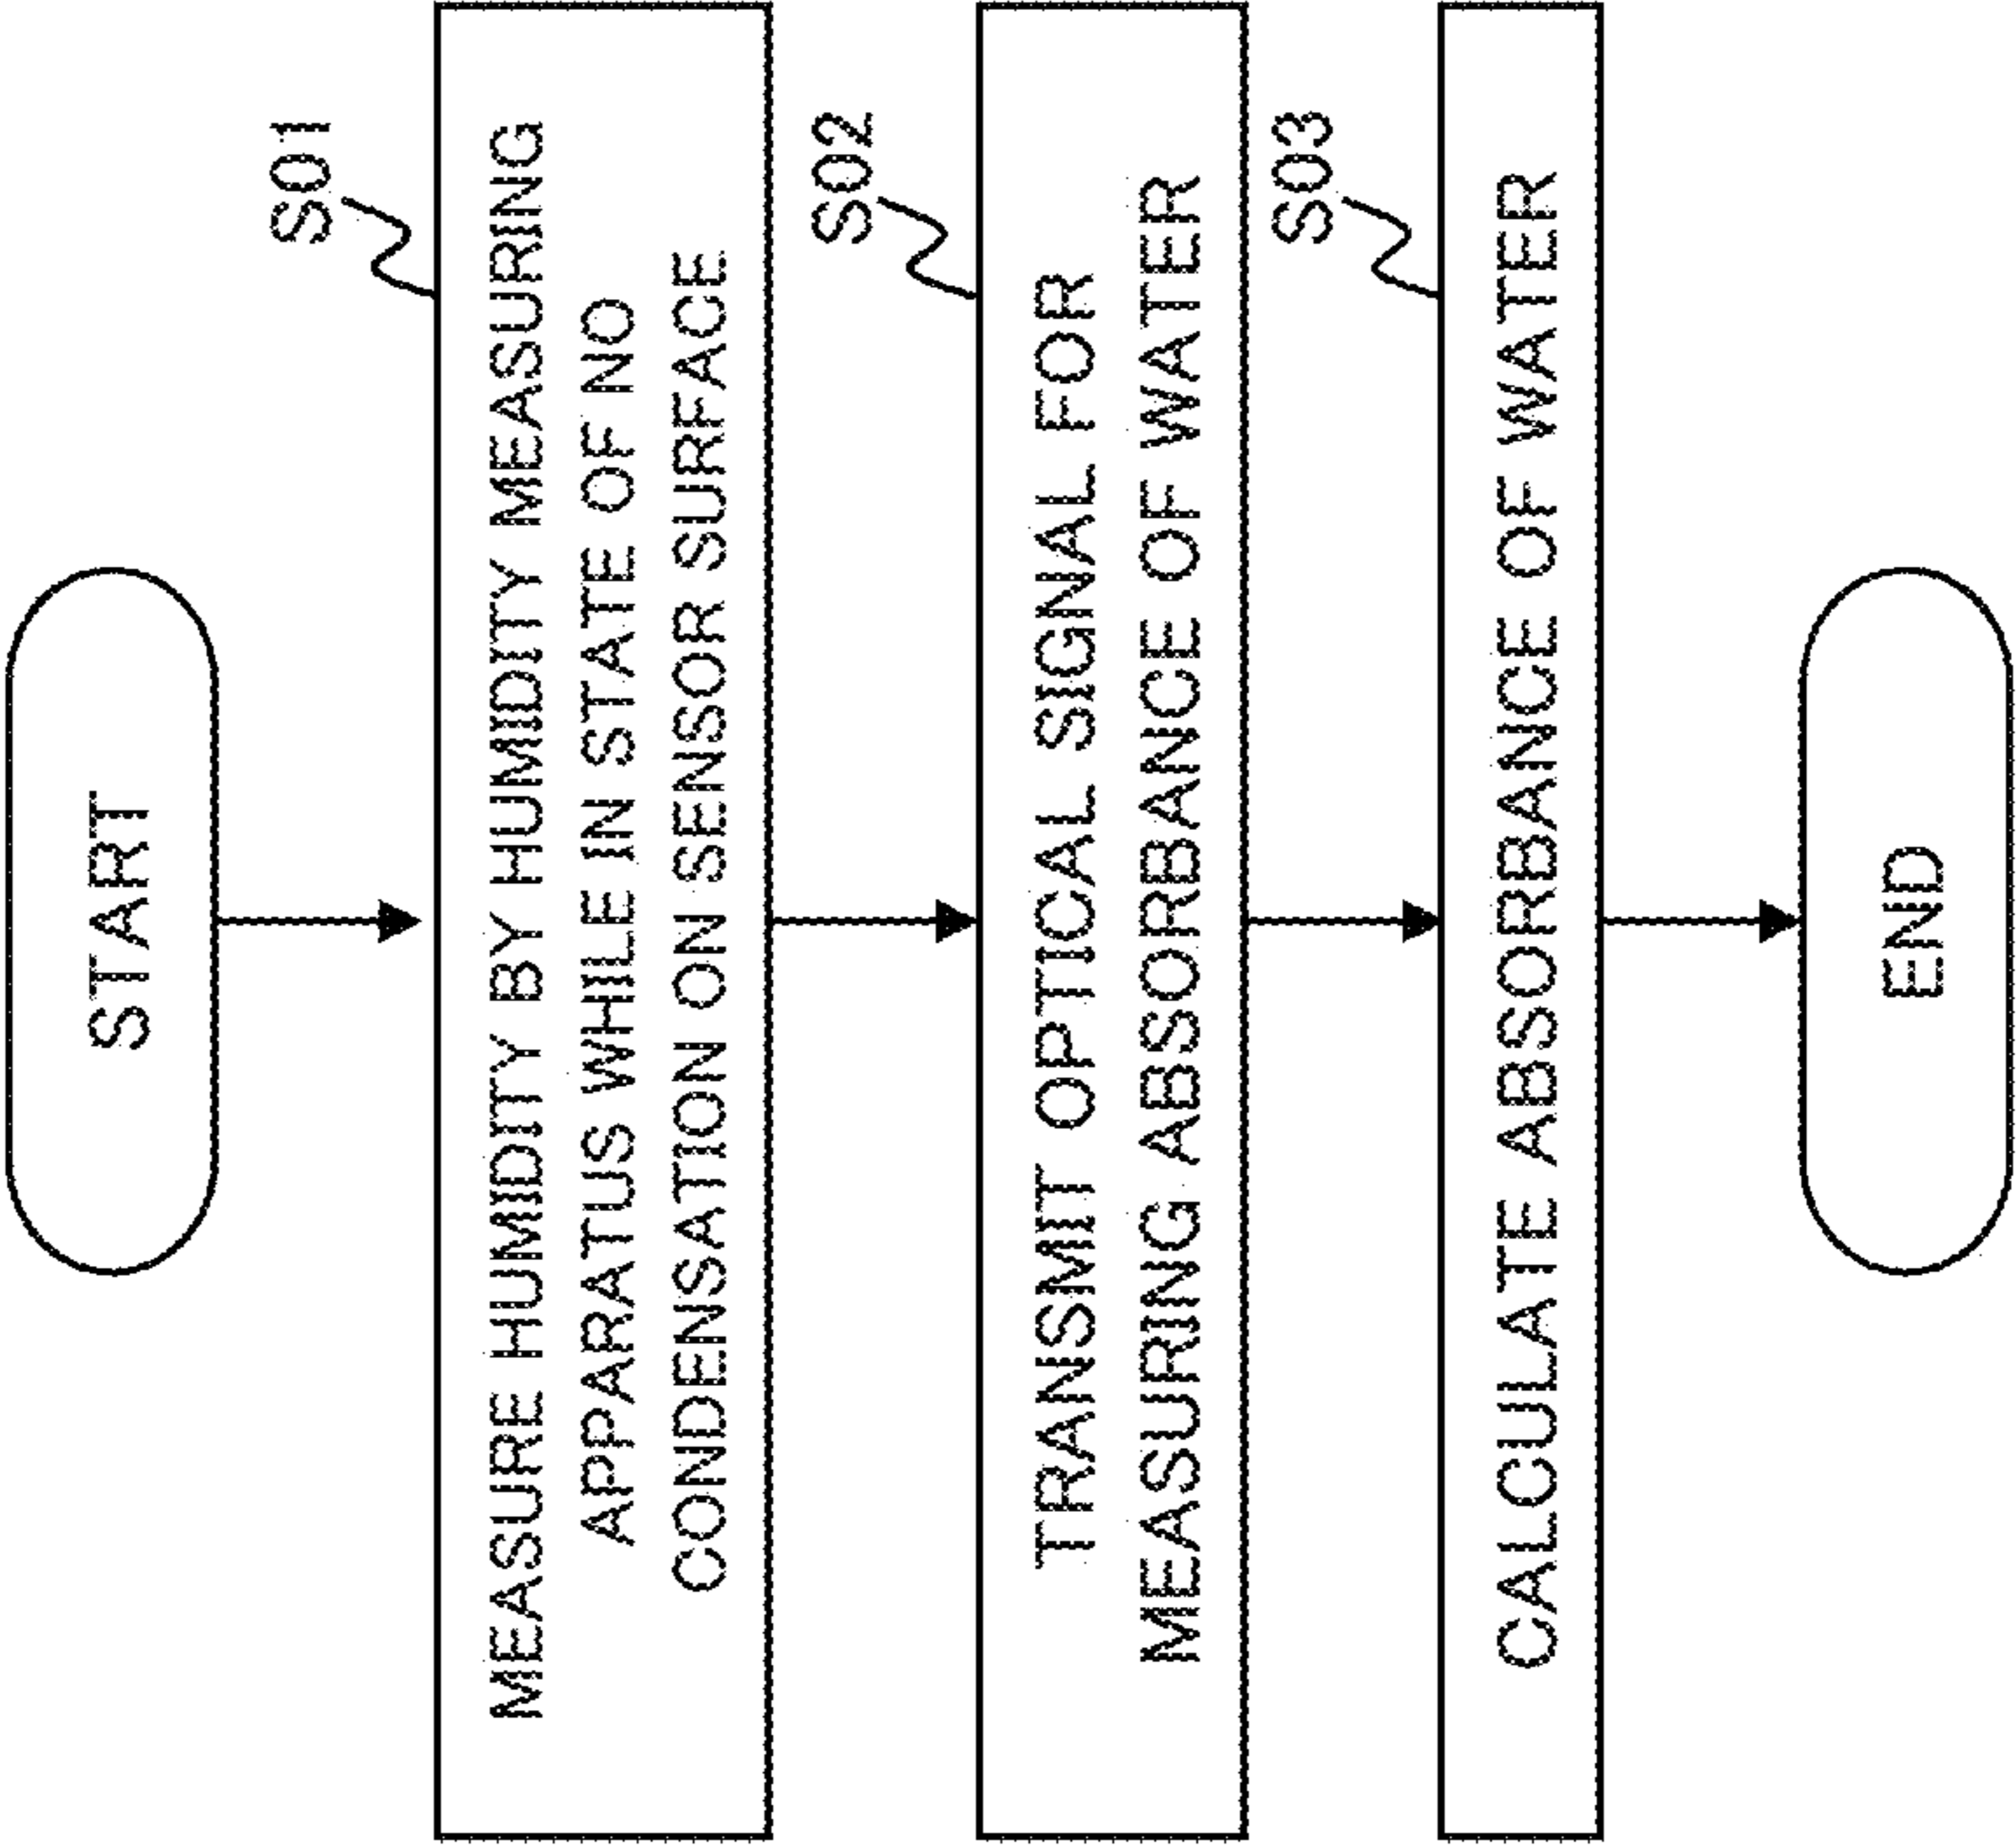 START
S01
MEASURE HUMIDITY BY HUMIDITY MEASURING
APPARATUS WHILE IN STATE OF NO
CONDENSATION ON SENSOR SURFACE
S02
TRANSMIT OPTICAL SIGNAL FOR
MEASURING ABSORBANCE OF WATER
S03
CALCULATE ABSORBANCE OF WATER
END